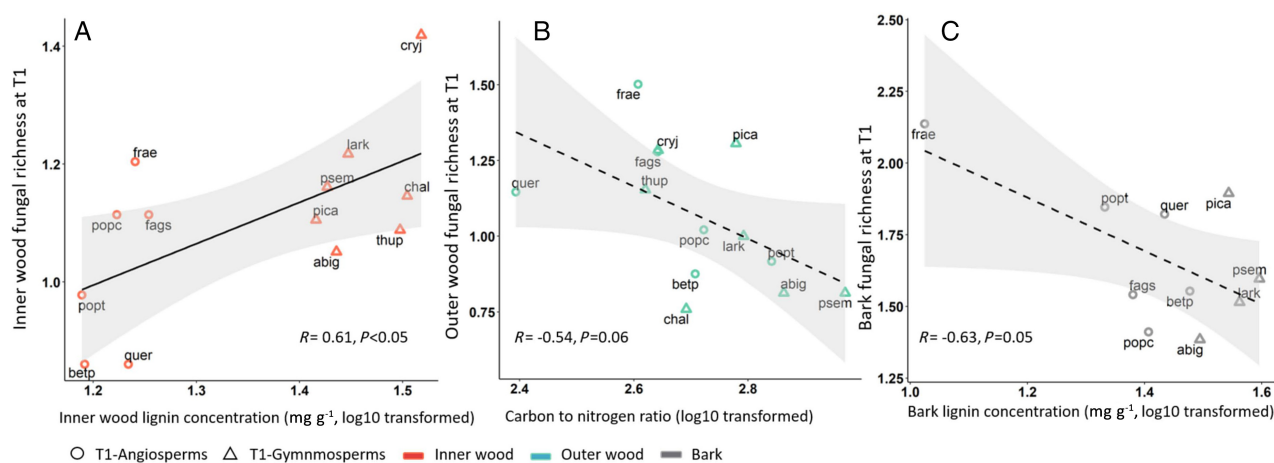 A
Inner wood fungal richness at T1
1.4
1.2
1.0
cryj
frae
lark
psem
chal
popc
fags
pica
thup
abig
popt
quer
betp
R= 0.61, P<0.05
1.2 1.3 1.4 1.5
Inner wood lignin concentration (mg g-1, log10 transformed)
B
Outer wood fungal richness at T1
1.50
1.25
1.00
0.75
frae
cryj
pica
fags
thup
quer
popc
lark
popt
betp
abig
psem
chal
R= -0.54, P=0.06
2.4 2.6 2.8
Carbon to nitrogen ratio (log10 transformed)
C
Bark fungal richness at T1
2.50
2.25
2.00
1.75
1.50
1.25
frae
popt
quer
pica
psem
fags
betp
lark
popc
abig
R= -0.63, P=0.05
1.0 1.2 1.4 1.6
Bark lignin concentration (mg g-1, log10 transformed)
T1-Angiosperms T1-Gymnmosperms Inner wood Outer wood Bark